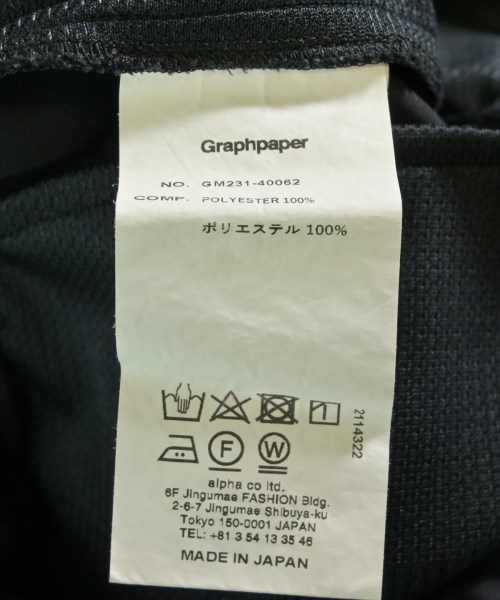 Graphpaper
NO. GM231-40062
COMP. POLYESTER 100%
ポリエステル 100%
2114322
F W
alpha co ltd.
6F Jingumae FASHION Bldg.
2-6-7 Jingumae Shibuya-ku
Tokyo 150-0001 JAPAN
TEL: +81 3 54 13 35 46
MADE IN JAPAN